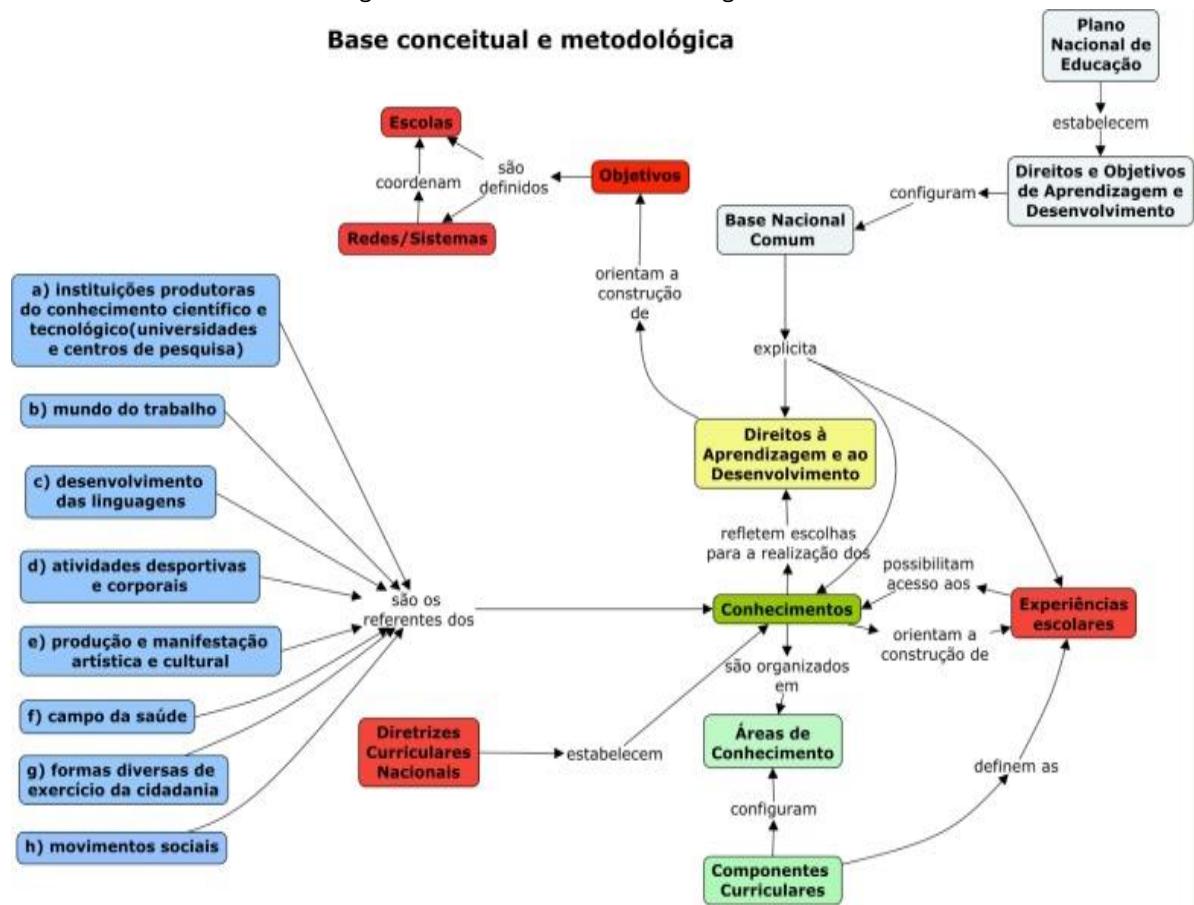 Base conceitual e metodológica
Plano
Nacional de
Educação
estabelecem
Direitos e Objetivos
de Aprendizagem e
Desenvolvimento
configuram
Base Nacional
Comum
Escolas
coordenam
são
definidos
Objetivos
Redes/Sistemas
orientam a
construção
de
explicita
a) instituições produtoras
do conhecimento científico e
tecnológico(universidades
e centros de pesquisa)
b) mundo do trabalho
c) desenvolvimento
das linguagens
d) atividades desportivas
e corporais
e) produção e manifestação
artística e cultural
f) campo da saúde
g) formas diversas de
exercício da cidadania
h) movimentos sociais
são os
referentes dos
Direitos à
Aprendizagem e ao
Desenvolvimento
refletem escolhas
para a realização dos
Conhecimentos
possibilitam
acesso aos
Experiências
escolares
orientam a
construção de
são organizados
em
Diretrizes
Curriculares
Nacionais
estabelecem
Áreas de
Conhecimento
definem as
configuram
Componentes
Curriculares